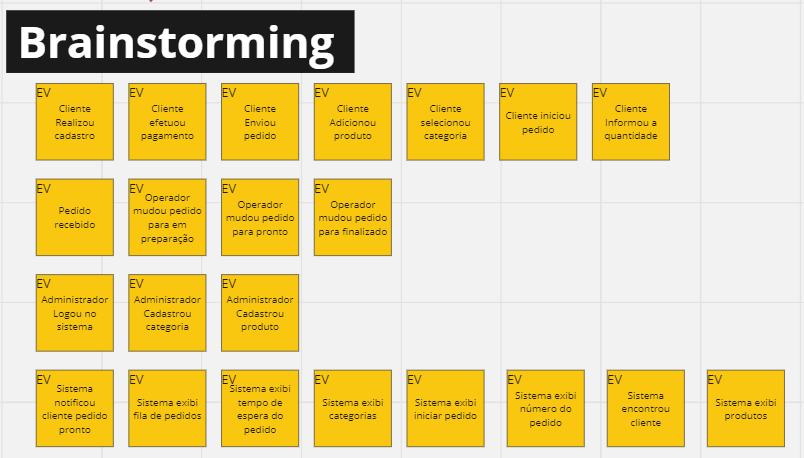 Brainstorming
EV
Cliente
Realizou
cadastro
EV
Cliente
efetuou
pagamento
EV
Cliente
Enviou
pedido
EV
Cliente
Adicionou
produto
EV
Cliente
selecionou
categoria
EV
Cliente iniciou
pedido
EV
Cliente
Informou a
quantidade
EV
Pedido
recebido
EV
Operador
mudou pedido
para em
preparação
EV
Operador
mudou pedido
para pronto
EV
Operador
mudou pedido
para finalizado
EV
Administrador
Logou no
sistema
EV
Administrador
Cadastrou
categoria
EV
Administrador
Cadastrou
produto
EV
Sistema
notificou
cliente pedido
pronto
EV
Sistema exibi
fila de pedidos
EV
Sistema exibi
tempo de
espera do
pedido
EV
Sistema exibi
categorias
EV
Sistema exibi
iniciar pedido
EV
Sistema exibi
número do
pedido
EV
Sistema
encontrou
cliente
EV
Sistema exibi
produtos